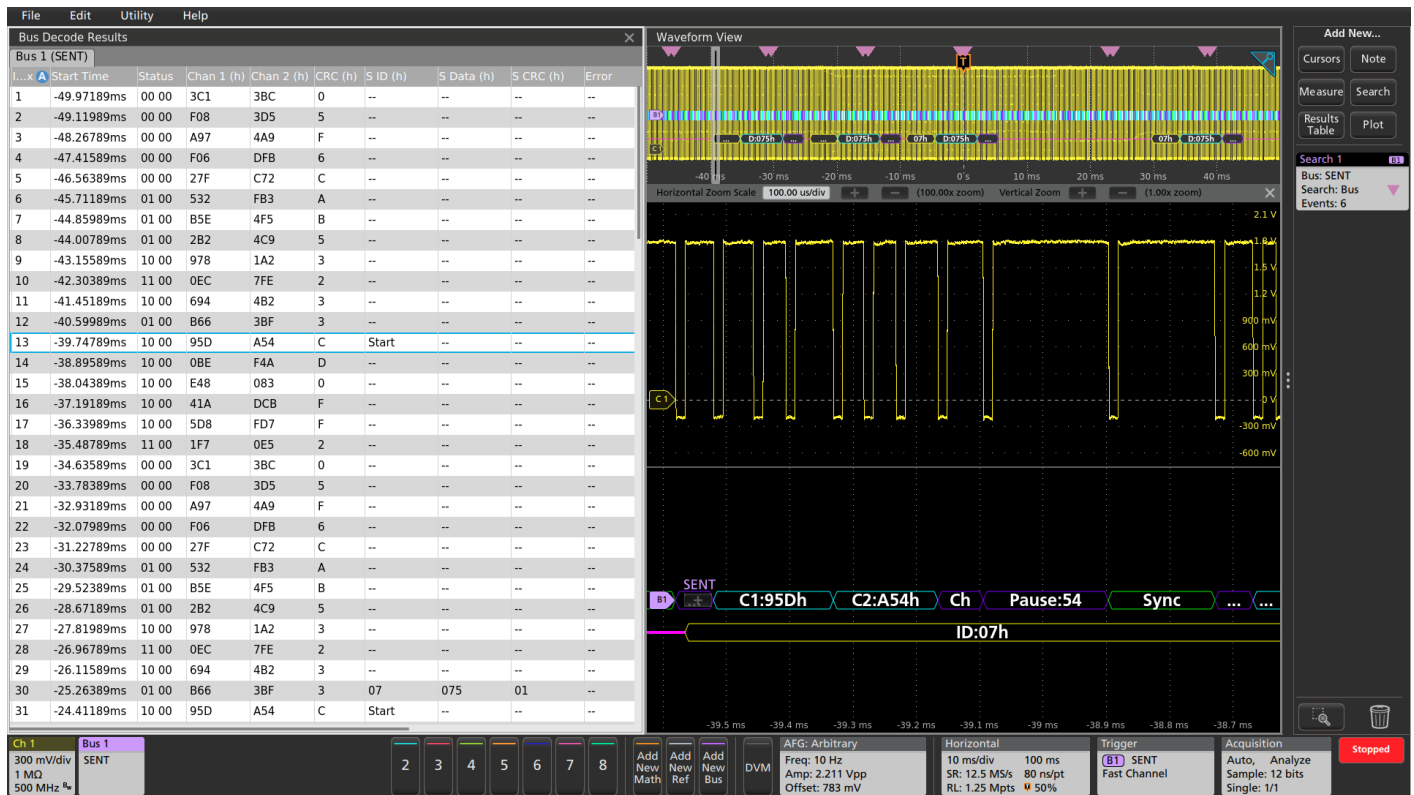 File Edit Utility Help
Bus Decode Results
Bus 1 (SENT)
I...x A Start Time Status Chan 1 (h) Chan 2 (h) CRC (h) S ID (h) S Data (h) S CRC (h) Error
1 -49.97189ms 00 00 3C1 3BC 0 -- -- -- --
2 -49.11989ms 00 00 F08 3D5 5 -- -- -- --
3 -48.26789ms 00 00 A97 4A9 F -- -- -- --
4 -47.41589ms 00 00 F06 DFB 6 -- -- -- --
5 -46.56389ms 00 00 27F C72 C -- -- -- --
6 -45.71189ms 01 00 532 FB3 A -- -- -- --
7 -44.85989ms 01 00 B5E 4F5 B -- -- -- --
8 -44.00789ms 01 00 2B2 4C9 5 -- -- -- --
9 -43.15589ms 10 00 978 1A2 3 -- -- -- --
10 -42.30389ms 11 00 0EC 7FE 2 -- -- -- --
11 -41.45189ms 10 00 694 4B2 3 -- -- -- --
12 -40.59989ms 01 00 B66 3BF 3 -- -- -- --
13 -39.74789ms 10 00 95D A54 C Start -- -- --
14 -38.89589ms 10 00 0BE F4A D -- -- -- --
15 -38.04389ms 10 00 E48 083 0 -- -- -- --
16 -37.19189ms 10 00 41A DCB F -- -- -- --
17 -36.33989ms 10 00 5D8 FD7 F -- -- -- --
18 -35.48789ms 11 00 1F7 0E5 2 -- -- -- --
19 -34.63589ms 00 00 3C1 3BC 0 -- -- -- --
20 -33.78389ms 00 00 F08 3D5 5 -- -- -- --
21 -32.93189ms 00 00 A97 4A9 F -- -- -- --
22 -32.07989ms 00 00 F06 DFB 6 -- -- -- --
23 -31.22789ms 00 00 27F C72 C -- -- -- --
24 -30.37589ms 01 00 532 FB3 A -- -- -- --
25 -29.52389ms 01 00 B5E 4F5 B -- -- -- --
26 -28.67189ms 01 00 2B2 4C9 5 -- -- -- --
27 -27.81989ms 10 00 978 1A2 3 -- -- -- --
28 -26.96789ms 11 00 0EC 7FE 2 -- -- -- --
29 -26.11589ms 10 00 694 4B2 3 -- -- -- --
30 -25.26389ms 01 00 B66 3BF 3 07 075 01 --
31 -24.41189ms 10 00 95D A54 C Start -- -- --
Waveform View
T
B1
... D:075h ... ... D:075h ... 07h D:075h ... 07h D:075h ...
C1
-40 ms -30 ms -20 ms -10 ms 0 s 10 ms 20 ms 30 ms 40 ms
Horizontal Zoom Scale 100.00 us/div + − (100.00x zoom) Vertical Zoom + − (1.00x zoom)
2.1 V
1.8 V
1.5 V
1.2 V
900 mV
600 mV
300 mV
C1 0 V
-300 mV
-600 mV
SENT
B1 + C1:95Dh C2:A54h Ch Pause:54 Sync ... ...
ID:07h
-39.5 ms -39.4 ms -39.3 ms -39.2 ms -39.1 ms -39 ms -38.9 ms -38.8 ms -38.7 ms
Add New...
Cursors Note
Measure Search
Results Table Plot
Search 1 B1
Bus: SENT
Search: Bus
Events: 6
Ch 1
300 mV/div
1 MΩ
500 MHz Bw
Bus 1
SENT
2 3 4 5 6 7 8
Add New Math
Add New Ref
Add New Bus
DVM
AFG: Arbitrary
Freq: 10 Hz
Amp: 2.211 Vpp
Offset: 783 mV
Horizontal
10 ms/div 100 ms
SR: 12.5 MS/s 80 ns/pt
RL: 1.25 Mpts 50%
Trigger
B1 SENT
Fast Channel
Acquisition
Auto, Analyze
Sample: 12 bits
Single: 1/1
Stopped